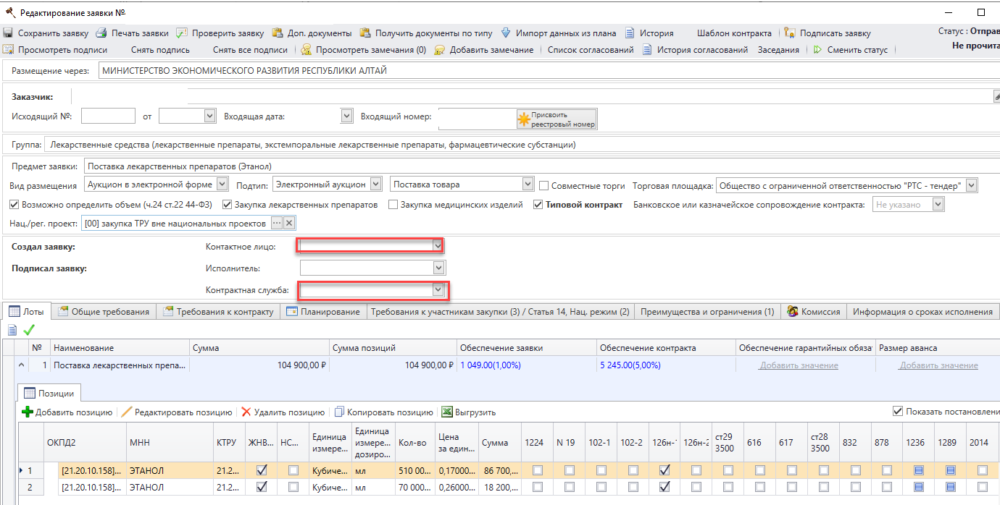 Редактирование заявки №
Сохранить заявку Печать заявки Проверить заявку Доп. документы Получить документы по типу Импорт данных из плана История Шаблон контракта Подписать заявку Статус : Отправ
Просмотреть подписи Снять подпись Снять все подписи Просмотреть замечания (0) Добавить замечание Список согласований История согласований Заседания Сменить статус Не прочита
Размещение через: МИНИСТЕРСТВО ЭКОНОМИЧЕСКОГО РАЗВИТИЯ РЕСПУБЛИКИ АЛТАЙ
Заказчик:
Исходящий №: от Входящая дата: Входящий номер: Присвоить
реестровый номер
Группа: Лекарственные средства (лекарственные препараты, экстемпоральные лекарственные препараты, фармацевтические субстанции)
Предмет заявки: Поставка лекарственных препаратов (Этанол)
Вид размещения Аукцион в электронной форме Подтип: Электронный аукцион Поставка товара Совместные торги Торговая площадка: Общество с ограниченной ответственностью "РТС - тендер"
Возможно определить объем (ч.24 ст.22 44-ФЗ) Закупка лекарственных препаратов Закупка медицинских изделий Типовой контракт Банковское или казначейское сопровождение контракта: Не указано
Нац./рег. проект: [00] закупка ТРУ вне национальных проектов ...
Создал заявку: Контактное лицо:
Подписал заявку: Исполнитель:
Контрактная служба:
Лоты Общие требования Требования к контракту Планирование Требования к участникам закупки (3) / Статья 14, Нац. режим (2) Преимущества и ограничения (1) Комиссия Информация о сроках исполнения
№ Наименование Сумма Сумма позиций Обеспечение заявки Обеспечение контракта Обеспечение гарантийных обяза Размер аванса
1 Поставка лекарственных препа... 104 900,00 ₽ 104 900,00 ₽ 1 049.00(1,00%) 5 245.00(5,00%) Добавить значение Добавить значение
Позиции
Добавить позицию Редактировать позицию Удалить позицию Копировать позицию Выгрузить Показать постановлени
ОКПД2 МНН КТРУ ЖНВ... НС... Единица измере... Единица измере... дозиро... Кол-во Цена за един... Сумма 1224 N 19 102-1 102-2 126н-1 126н-2 ст29 3500 616 617 ст28 3500 832 878 1236 1289 2014
1 [21.20.10.158]... ЭТАНОЛ 21.2... Кубиче... мл 510 00... 0,17000... 86 700,...
2 [21.20.10.158]... ЭТАНОЛ 21.2... Кубиче... мл 70 000... 0,26000... 18 200,...